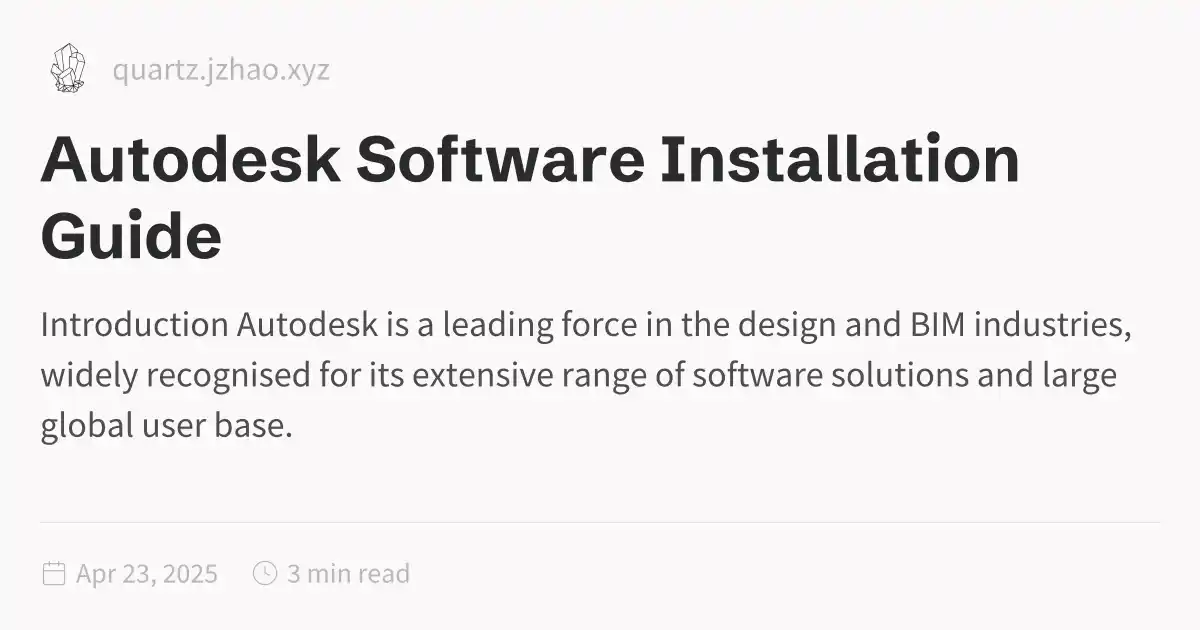 quartz.jzhao.xyz
Autodesk Software Installation
Guide
Introduction Autodesk is a leading force in the design and BIM industries,
widely recognised for its extensive range of software solutions and large
global user base.
Apr 23, 2025 3 min read